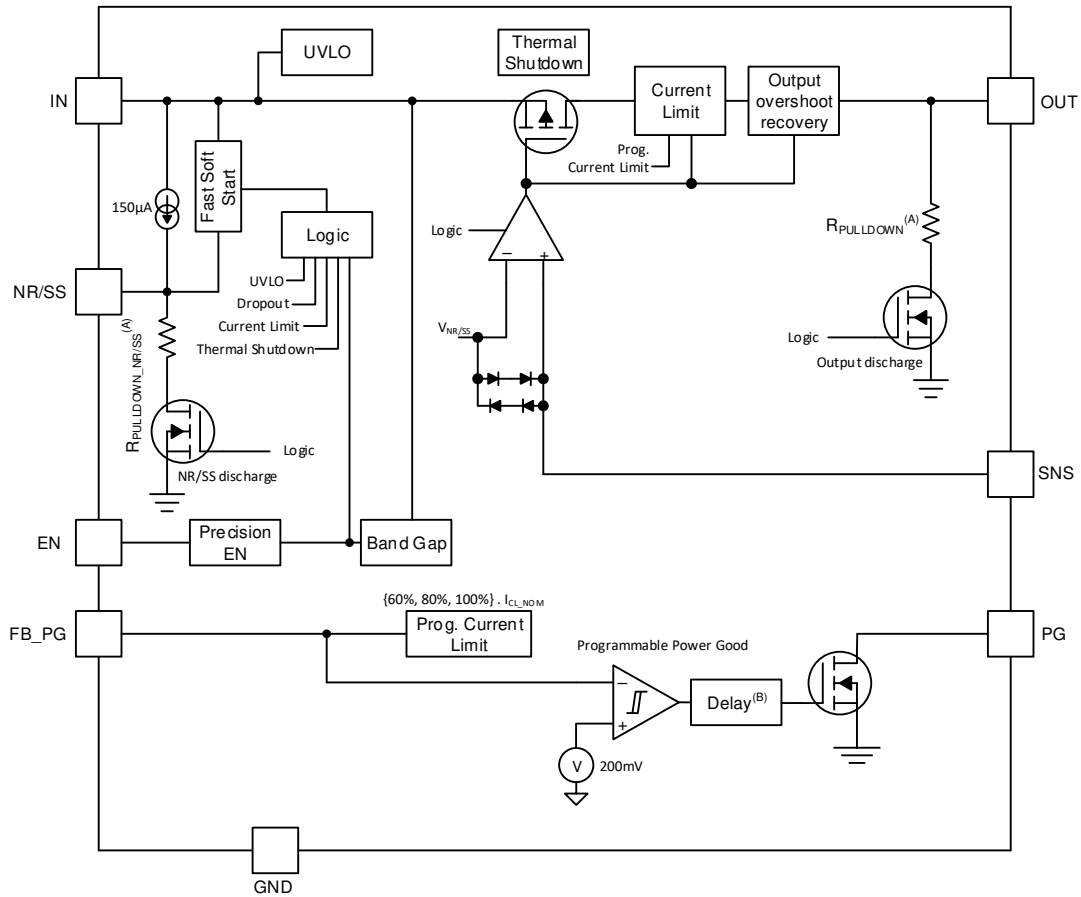 UVLO
Thermal
Shutdown
IN
Current
Limit
Output
overshoot
recovery
OUT
Prog.
Current Limit
Fast Soft
Start
150µA
Logic
Logic
R_PULLDOWN^(A)
UVLO
NR/SS
Dropout
Current Limit
Thermal Shutdown
−
+
V_NR/SS
Logic
Output discharge
R_PULLDOWN_NR/SS^(A)
Logic
NR/SS discharge
SNS
EN
Precision
EN
Band Gap
{60%, 80%, 100%} . I_CL_NOM
FB_PG
Prog. Current
Limit
PG
Programmable Power Good
−
+
Delay^(B)
V
200mV
GND